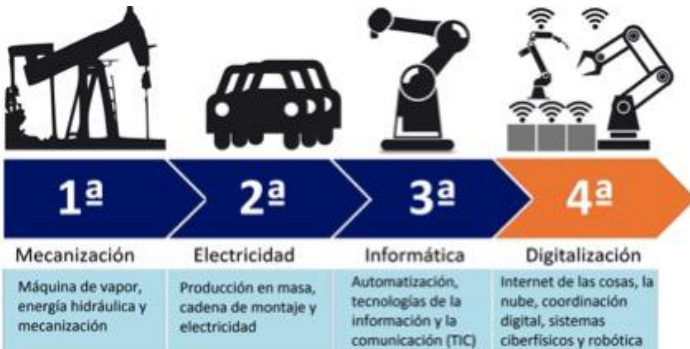 1ª
2ª
3ª
4ª
Mecanización
Electricidad
Informática
Digitalización
Máquina de vapor,
energía hidráulica y
mecanización
Producción en masa,
cadena de montaje y
electricidad
Automatización,
tecnologías de la
información y la
comunicación (TIC)
Internet de las cosas, la
nube, coordinación
digital, sistemas
ciberfísicos y robótica